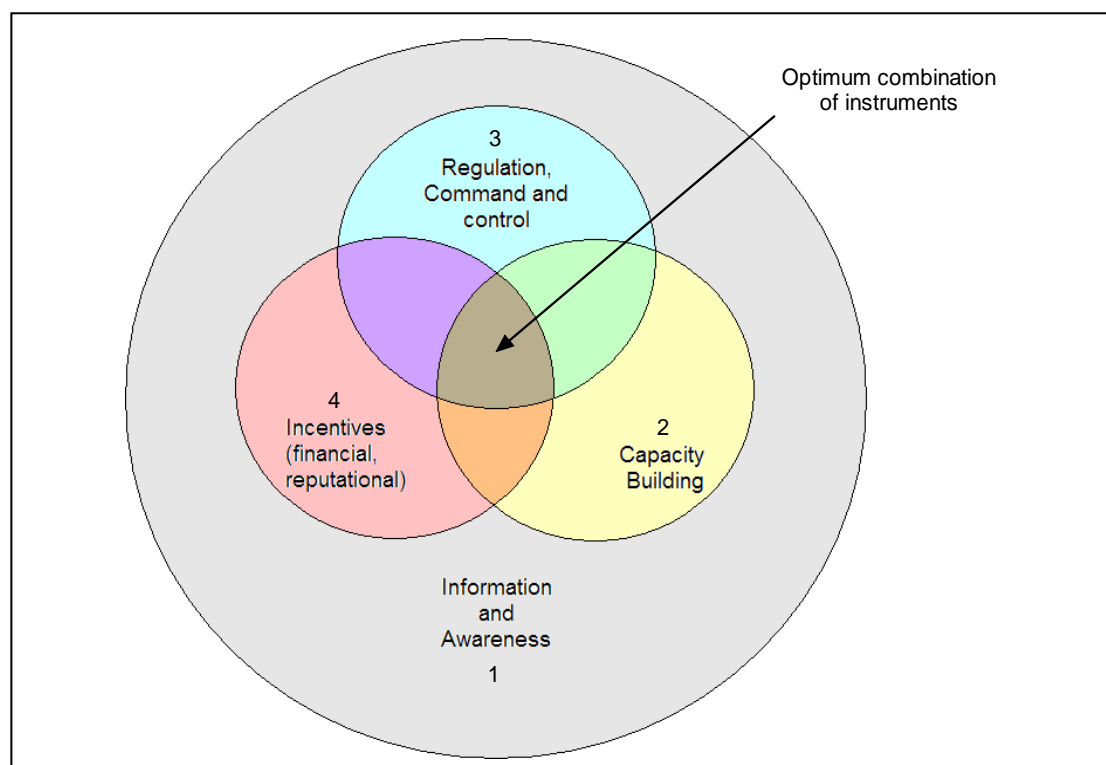 Optimum combination
of instruments
3
Regulation,
Command and
control
4
Incentives
(financial,
reputational)
2
Capacity
Building
Information
and
Awareness
1